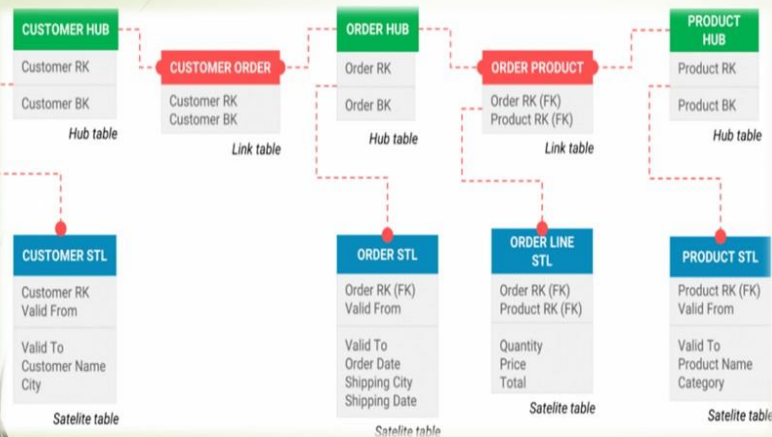 CUSTOMER HUB
Customer RK
Customer BK
Hub table
CUSTOMER ORDER
Customer RK
Customer BK
Link table
ORDER HUB
Order RK
Order BK
Hub table
ORDER PRODUCT
Order RK (FK)
Product RK (FK)
Link table
PRODUCT
HUB
Product RK
Product BK
Hub table
CUSTOMER STL
Customer RK
Valid From
Valid To
Customer Name
City
Satelite table
ORDER STL
Order RK (FK)
Valid From
Valid To
Order Date
Shipping City
Shipping Date
Satelite table
ORDER LINE
STL
Order RK (FK)
Product RK (FK)
Quantity
Price
Total
Satelite table
PRODUCT STL
Product RK (FK)
Valid From
Valid To
Product Name
Category
Satelite table